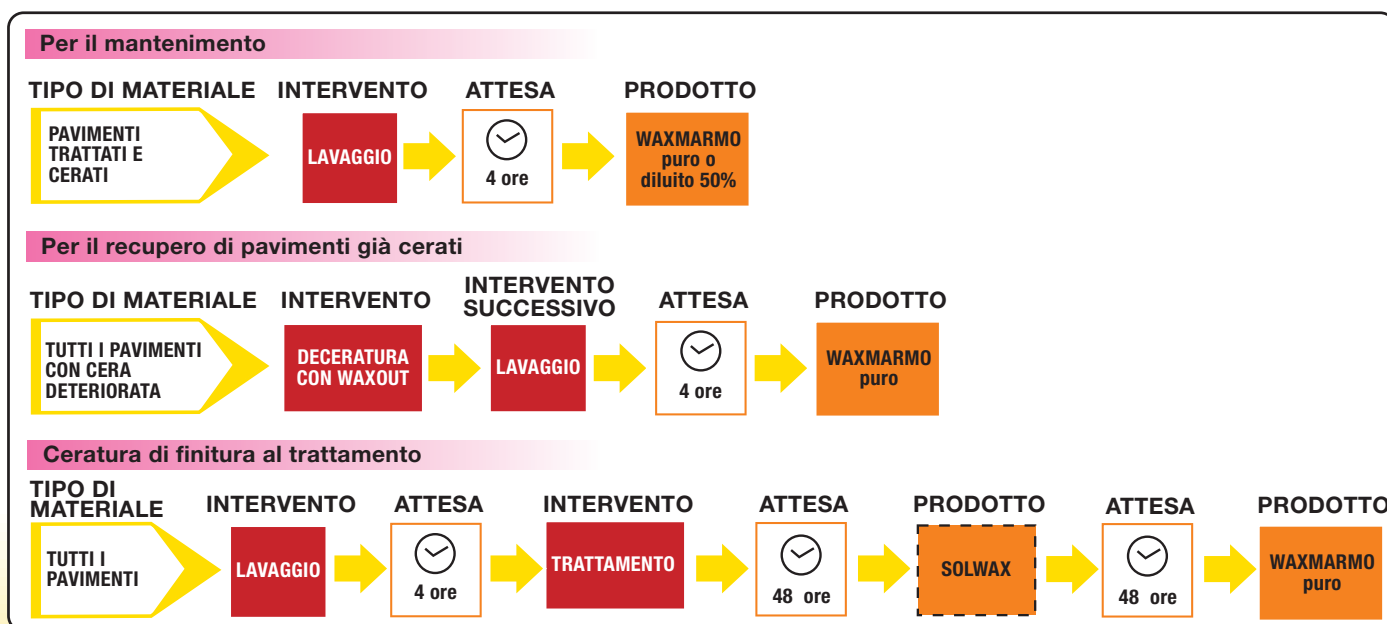 Per il mantenimento
TIPO DI MATERIALE INTERVENTO ATTESA PRODOTTO
PAVIMENTI
TRATTATI E
CERATI
LAVAGGIO
4 ore
WAXMARMO
puro o
diluito 50%
Per il recupero di pavimenti già cerati
TIPO DI MATERIALE INTERVENTO
INTERVENTO
SUCCESSIVO
ATTESA PRODOTTO
TUTTI I PAVIMENTI
CON CERA
DETERIORATA
DECERATURA
CON WAXOUT
LAVAGGIO
4 ore
WAXMARMO
puro
Ceratura di finitura al trattamento
TIPO DI
MATERIALE
INTERVENTO ATTESA INTERVENTO ATTESA PRODOTTO ATTESA PRODOTTO
TUTTI I
PAVIMENTI
LAVAGGIO
4 ore
TRATTAMENTO
48 ore
SOLWAX
48 ore
WAXMARMO
puro